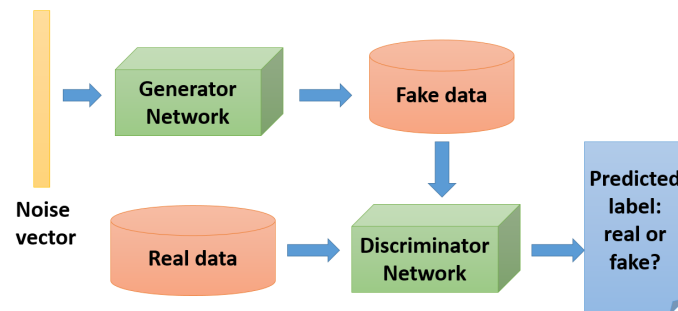 Generator
Network
Fake data
Noise
vector
Real data
Discriminator
Network
Predicted
label:
real or
fake?